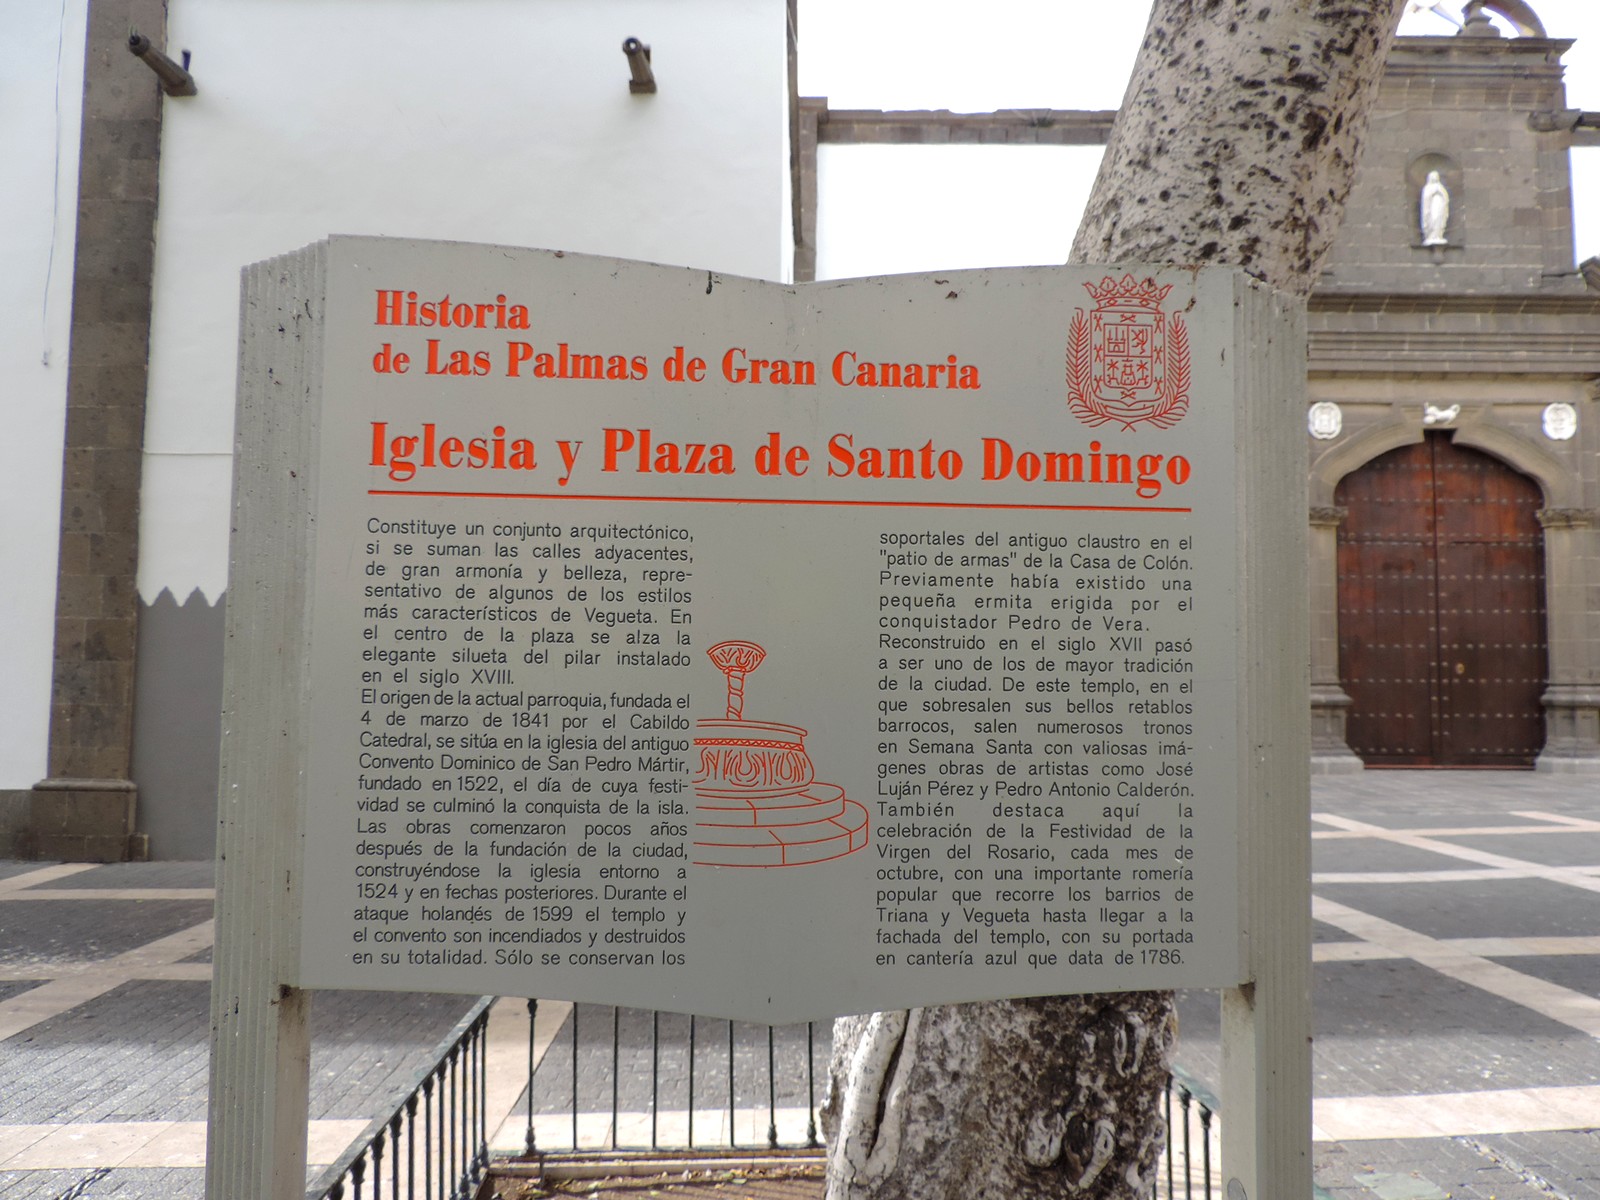 Historia
de Las Palmas de Gran Canaria
Iglesia y Plaza de Santo Domingo
Constituye un conjunto arquitectónico,
si se suman las calles adyacentes,
de gran armonía y belleza, repre-
sentativo de algunos de los estilos
más característicos de Vegueta. En
el centro de la plaza se alza la
elegante silueta del pilar instalado
en el siglo XVIII.
El origen de la actual parroquia, fundada el
4 de marzo de 1841 por el Cabildo
Catedral, se sitúa en la iglesia del antiguo
Convento Dominico de San Pedro Mártir,
fundado en 1522, el día de cuya festi-
vidad se culminó la conquista de la isla.
Las obras comenzaron pocos años
después de la fundación de la ciudad,
construyéndose la iglesia entorno a
1524 y en fechas posteriores. Durante el
ataque holandés de 1599 el templo y
el convento son incendiados y destruidos
en su totalidad. Sólo se conservan los
soportales del antiguo claustro en el
"patio de armas" de la Casa de Colón.
Previamente había existido una
pequeña ermita erigida por el
conquistador Pedro de Vera.
Reconstruido en el siglo XVII pasó
a ser uno de los de mayor tradición
de la ciudad. De este templo, en el
que sobresalen sus bellos retablos
barrocos, salen numerosos tronos
en Semana Santa con valiosas imá-
genes obras de artistas como José
Luján Pérez y Pedro Antonio Calderón.
También destaca aquí la
celebración de la Festividad de la
Virgen del Rosario, cada mes de
octubre, con una importante romería
popular que recorre los barrios de
Triana y Vegueta hasta llegar a la
fachada del templo, con su portada
en cantería azul que data de 1786.